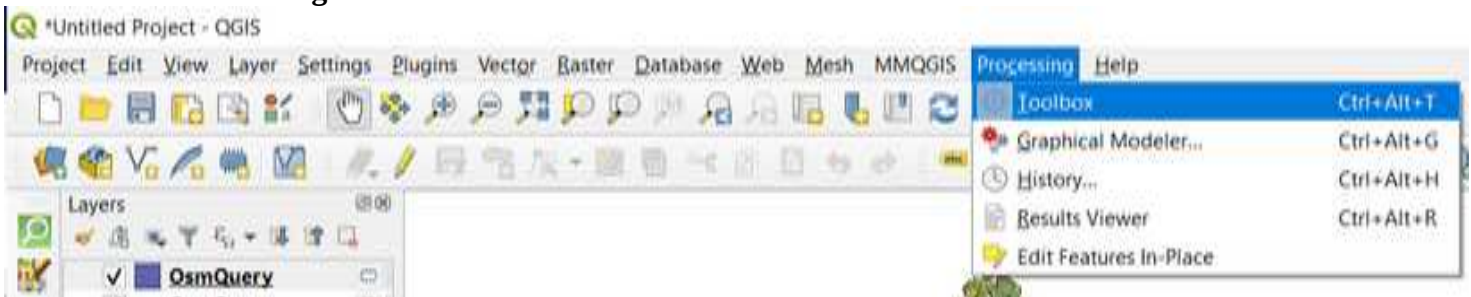 *Untitled Project - QGIS
Project Edit View Layer Settings Plugins Vector Raster Database Web Mesh MMQGIS Processing Help
Toolbox Ctrl+Alt+T
Graphical Modeler... Ctrl+Alt+G
History... Ctrl+Alt+H
Results Viewer Ctrl+Alt+R
Edit Features In-Place
Layers
OsmQuery